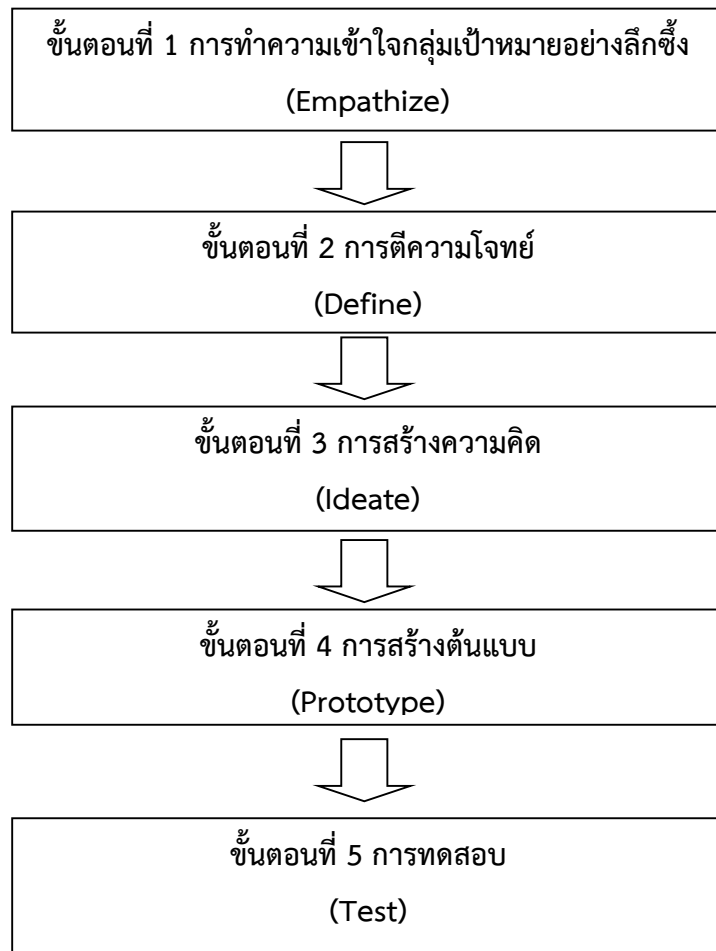 ขั้นตอนที่ 1 การทำความเข้าใจกลุ่มเป้าหมายอย่างลึกซึ้ง
(Empathize)
ขั้นตอนที่ 2 การตีความโจทย์
(Define)
ขั้นตอนที่ 3 การสร้างความคิด
(Ideate)
ขั้นตอนที่ 4 การสร้างต้นแบบ
(Prototype)
ขั้นตอนที่ 5 การทดสอบ
(Test)